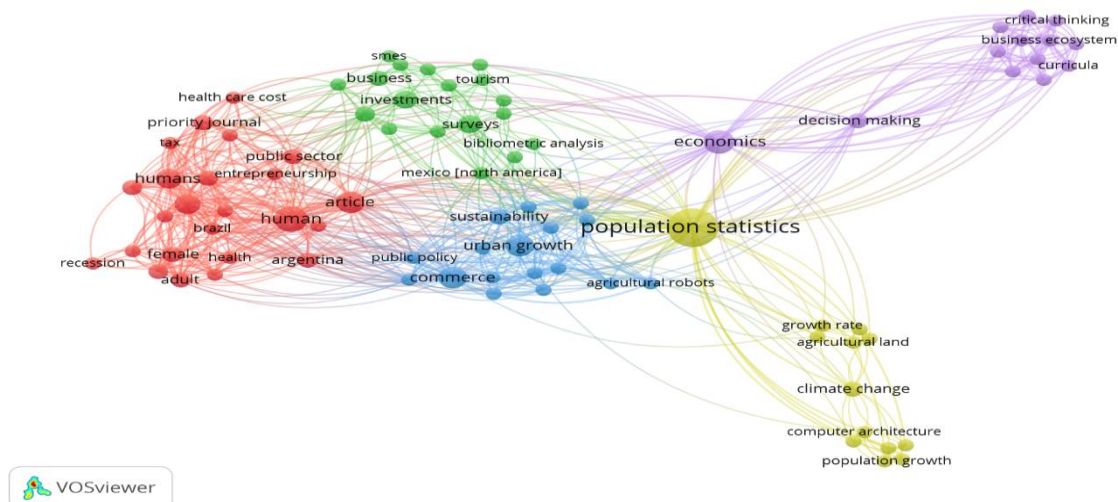 critical thinking
business ecosystem
curricula
smes
business
tourism
investments
health care cost
priority journal
surveys
decision making
tax
public sector
bibliometric analysis
economics
humans
entrepreneurship
mexico [north america]
article
human
sustainability
population statistics
brazil
urban growth
female
health
argentina
public policy
recession
adult
commerce
agricultural robots
growth rate
agricultural land
climate change
computer architecture
population growth
VOSviewer